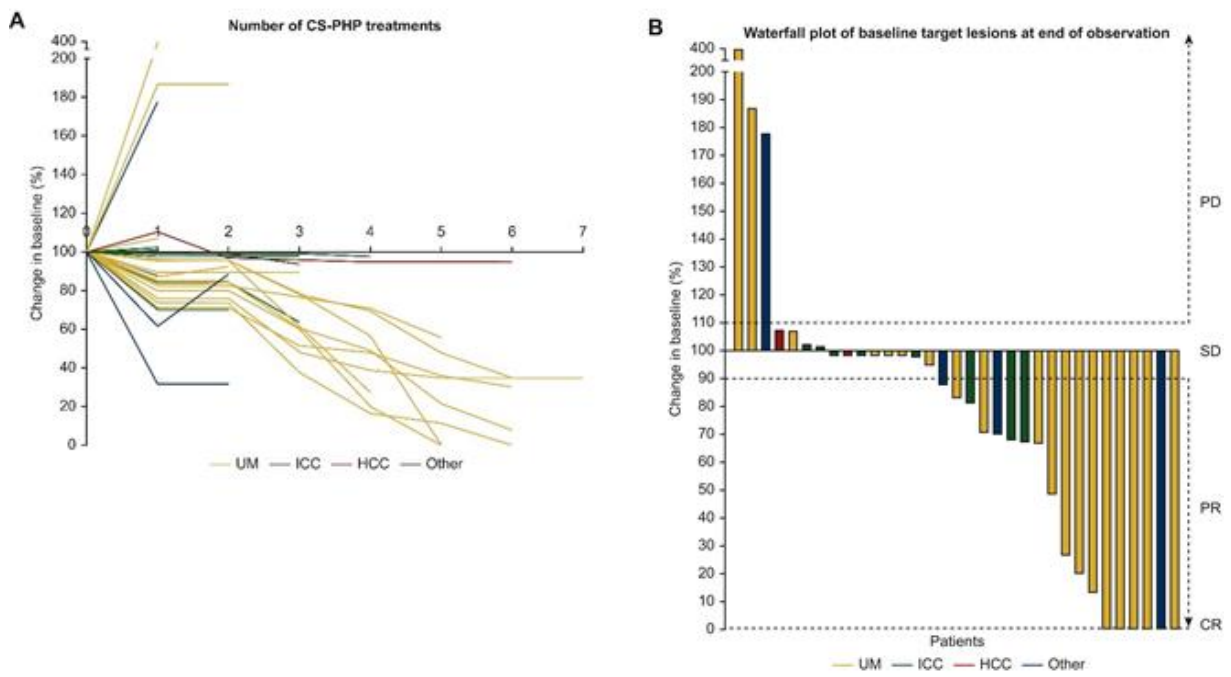 A
Number of CS-PHP treatments
400
200
180
160
140
120
100
80
60
40
20
0
Change in baseline (%)
0 1 2 3 4 5 6 7
UM ICC HCC Other
B
Waterfall plot of baseline target lesions at end of observation
400
200
190
180
170
160
150
140
130
120
110
100
90
80
70
60
50
40
30
20
10
0
Change in baseline (%)
PD
SD
PR
CR
Patients
UM ICC HCC Other